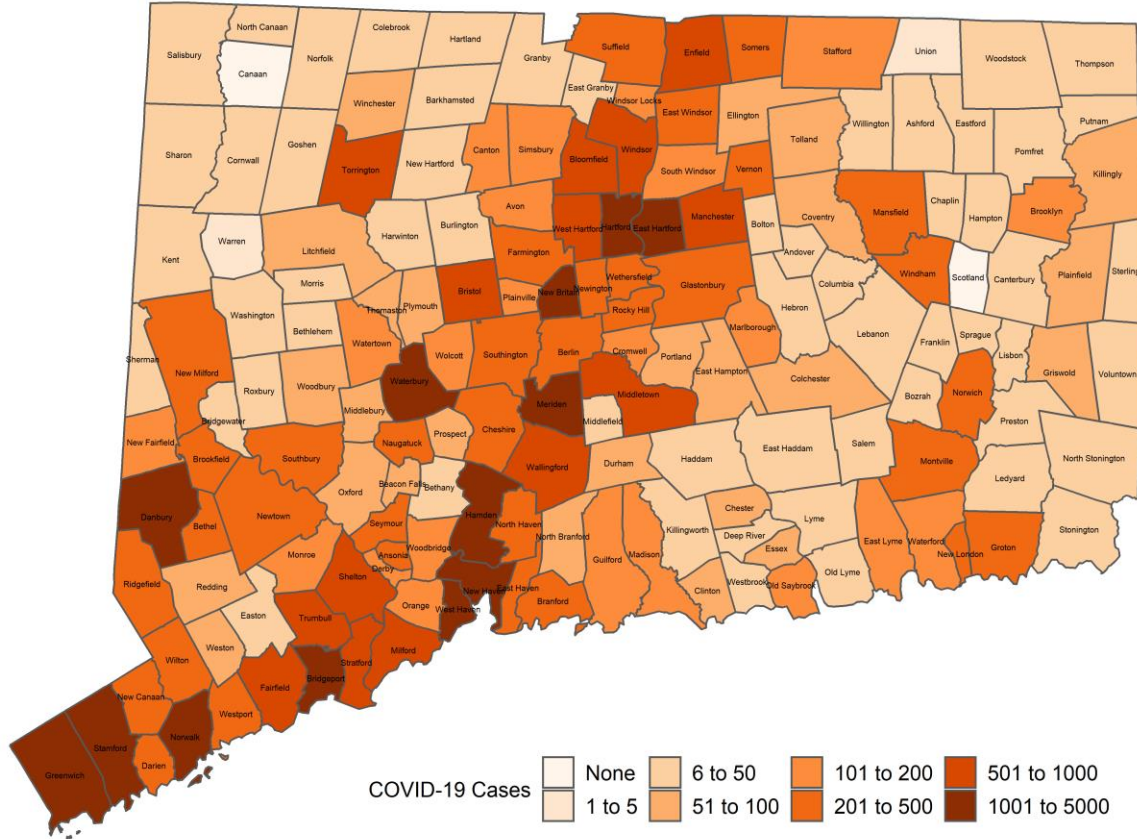 North Canaan
Colebrook
Hartland
Suffield
Enfield
Somers
Stafford
Union
Woodstock
Thompson
Salisbury
Canaan
Norfolk
Granby
East Granby
Windsor Locks
Winchester
Barkhamsted
East Windsor
Ellington
Willington
Ashford
Eastford
Putnam
Sharon
Cornwall
Goshen
Torrington
New Hartford
Canton
Simsbury
Bloomfield
Windsor
South Windsor
Vernon
Tolland
Pomfret
Killingly
Kent
Warren
Litchfield
Harwinton
Burlington
Avon
West Hartford
Hartford
East Hartford
Manchester
Bolton
Coventry
Mansfield
Chaplin
Hampton
Brooklyn
Morris
Farmington
Andover
Columbia
Windham
Scotland
Canterbury
Plainfield
Sterling
Washington
Bethlehem
Thomaston
Plymouth
Bristol
Plainville
New Britain
Newington
Wethersfield
Glastonbury
Rocky Hill
Hebron
Lebanon
Franklin
Sprague
Lisbon
Sherman
New Milford
Roxbury
Woodbury
Watertown
Wolcott
Southington
Berlin
Cromwell
Portland
Marlborough
East Hampton
Colchester
Bozrah
Norwich
Griswold
Voluntown
Bridgewater
Middlebury
Waterbury
Cheshire
Meriden
Middlefield
Middletown
Preston
New Fairfield
Brookfield
Southbury
Naugatuck
Prospect
Wallingford
Durham
Haddam
East Haddam
Salem
Montville
North Stonington
Danbury
Bethel
Newtown
Oxford
Beacon Falls
Bethany
Hamden
Ledyard
Seymour
North Haven
North Branford
Guilford
Madison
Killingworth
Chester
Deep River
Lyme
East Lyme
Waterford
New London
Groton
Stonington
Ridgefield
Redding
Monroe
Ansonia
Derby
Woodbridge
Essex
Easton
Shelton
Orange
New Haven
West Haven
East Haven
Branford
Clinton
Westbrook
Old Saybrook
Old Lyme
Wilton
Weston
Trumbull
Stratford
Milford
New Canaan
Westport
Fairfield
Bridgeport
Greenwich
Stamford
Darien
Norwalk
COVID-19 Cases
None
6 to 50
101 to 200
501 to 1000
1 to 5
51 to 100
201 to 500
1001 to 5000